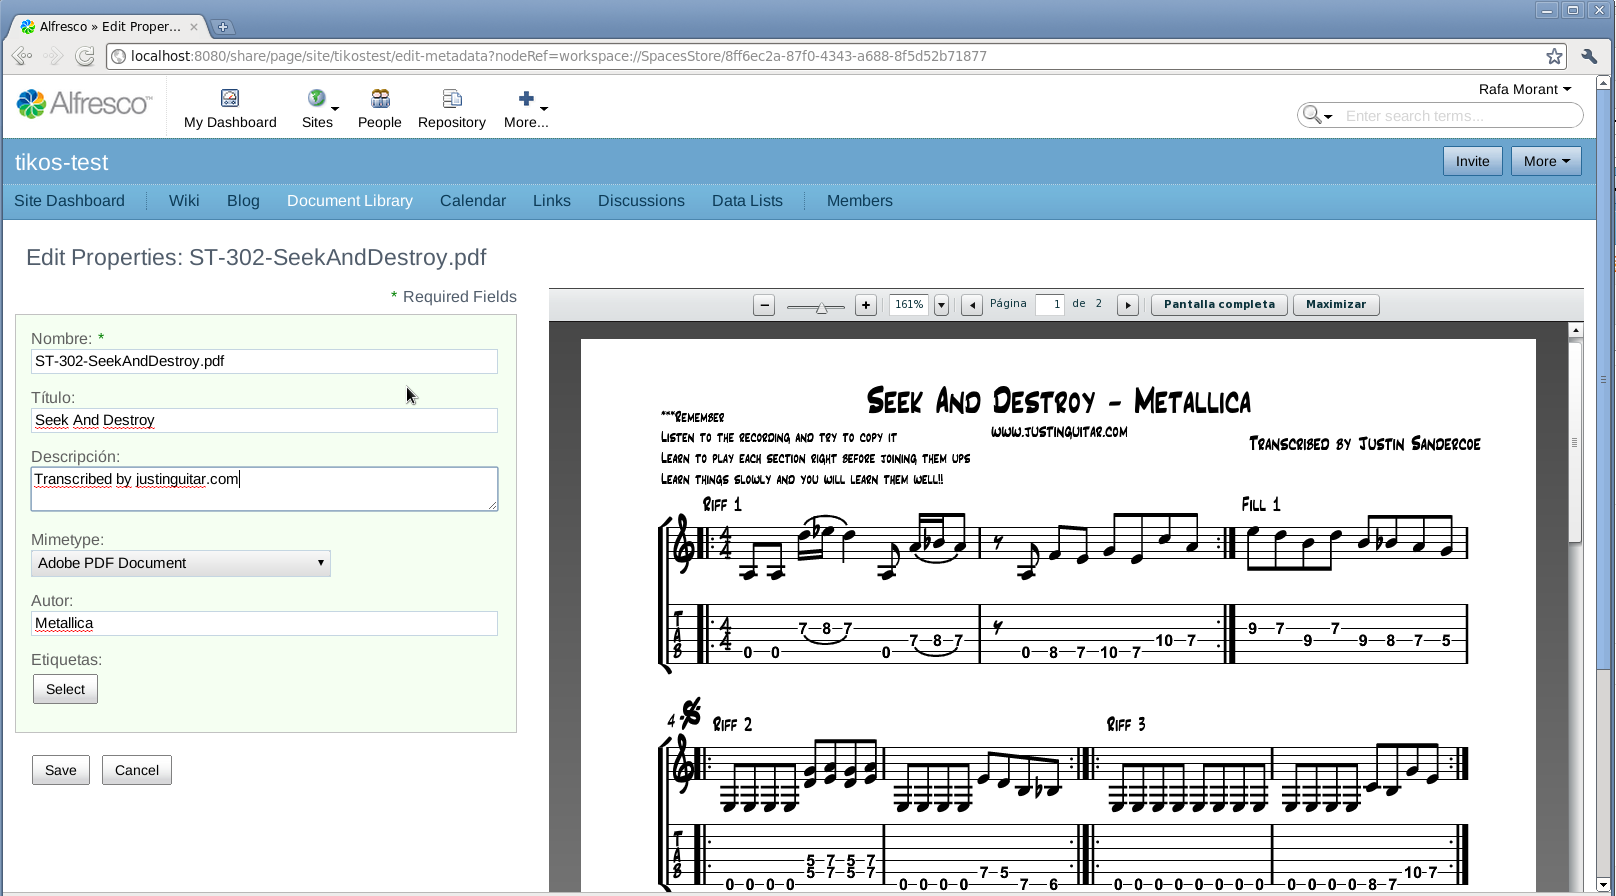 Alfresco » Edit Proper...
localhost:8080/share/page/site/tikostest/edit-metadata?nodeRef=workspace://SpacesStore/8ff6ec2a-87f0-4343-a688-8f5d52b71877
Alfresco™
My Dashboard
Sites
People
Repository
More...
Rafa Morant
Enter search terms...
tikos-test
Invite
More
Site Dashboard
Wiki
Blog
Document Library
Calendar
Links
Discussions
Data Lists
Members
Edit Properties: ST-302-SeekAndDestroy.pdf
* Required Fields
Nombre: *
ST-302-SeekAndDestroy.pdf
Título:
Seek And Destroy
Descripción:
Transcribed by justinguitar.com
Mimetype:
Adobe PDF Document
Autor:
Metallica
Etiquetas:
Select
Save
Cancel
161%
Página 1 de 2
Pantalla completa
Maximizar
Seek And Destroy - Metallica
www.justinguitar.com
Transcribed by Justin Sandercoe
***Remember
Listen to the recording and try to copy it
Learn to play each section right before joining them ups
Learn things slowly and you will learn them well!!
Riff 1
Fill 1
4
4
T
A
B
4
4
7 8 7
9 7 7
7 8 7
10 7
9
9 8 7 5
0 0
0
0 8 7 10 7
4
Riff 2
Riff 3
T
A
B
5 7 5 7
5 7 5 7
7 5
10 7
0 0 0 0
0 0 0 0
7 6
0 0 0 0 0 0 0 0
0 0 0 0 8 7